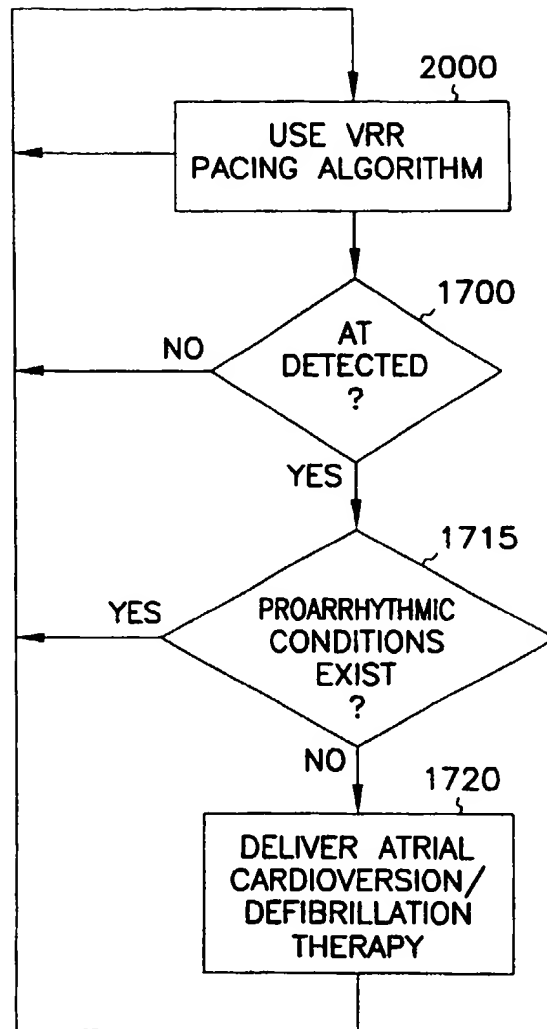 2000
USE VRR
PACING ALGORITHM
1700
AT
DETECTED
?
NO
YES
1715
PROARRHYTHMIC
CONDITIONS
EXIST
?
YES
NO
1720
DELIVER ATRIAL
CARDIOVERSION/
DEFIBRILLATION
THERAPY